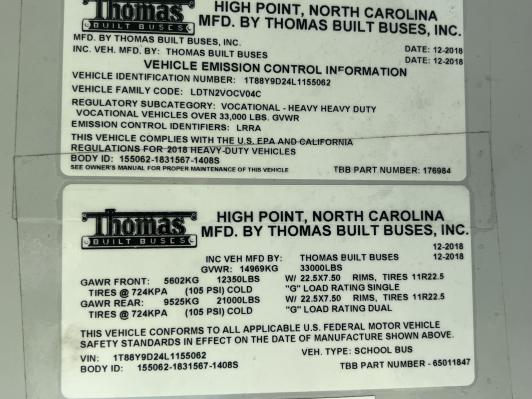 Thomas
BUILT BUSES
HIGH POINT, NORTH CAROLINA
MFD. BY THOMAS BUILT BUSES, INC.
MFD. BY THOMAS BUILT BUSES, INC. DATE: 12-2018
INC. VEH. MFD. BY: THOMAS BUILT BUSES DATE: 12-2018
VEHICLE EMISSION CONTROL INFORMATION
VEHICLE IDENTIFICATION NUMBER: 1T88Y9D24L1155062
VEHICLE FAMILY CODE: LDTN2VOCV04C
REGULATORY SUBCATEGORY: VOCATIONAL - HEAVY HEAVY DUTY
VOCATIONAL VEHICLES OVER 33,000 LBS. GVWR
EMISSION CONTROL IDENTIFIERS: LRRA
THIS VEHICLE COMPLIES WITH THE U.S. EPA AND CALIFORNIA
REGULATIONS FOR 2018 HEAVY-DUTY VEHICLES
BODY ID: 155062-1831567-1408S
SEE OWNER'S MANUAL FOR PROPER MAINTENANCE OF THIS VEHICLE TBB PART NUMBER: 176984
Thomas
BUILT BUSES
HIGH POINT, NORTH CAROLINA
MFD. BY THOMAS BUILT BUSES, INC.
12-2018
INC VEH MFD BY: THOMAS BUILT BUSES 12-2018
GVWR: 14969KG 33000LBS
GAWR FRONT: 5602KG 12350LBS W/ 22.5X7.50 RIMS, TIRES 11R22.5
TIRES @ 724KPA (105 PSI) COLD "G" LOAD RATING SINGLE
GAWR REAR: 9525KG 21000LBS W/ 22.5X7.50 RIMS, TIRES 11R22.5
TIRES @ 724KPA (105 PSI) COLD "G" LOAD RATING DUAL
THIS VEHICLE CONFORMS TO ALL APPLICABLE U.S. FEDERAL MOTOR VEHICLE
SAFETY STANDARDS IN EFFECT ON THE DATE OF MANUFACTURE SHOWN ABOVE.
VIN: 1T88Y9D24L1155062 VEH. TYPE: SCHOOL BUS
BODY ID: 155062-1831567-1408S TBB PART NUMBER - 65011847